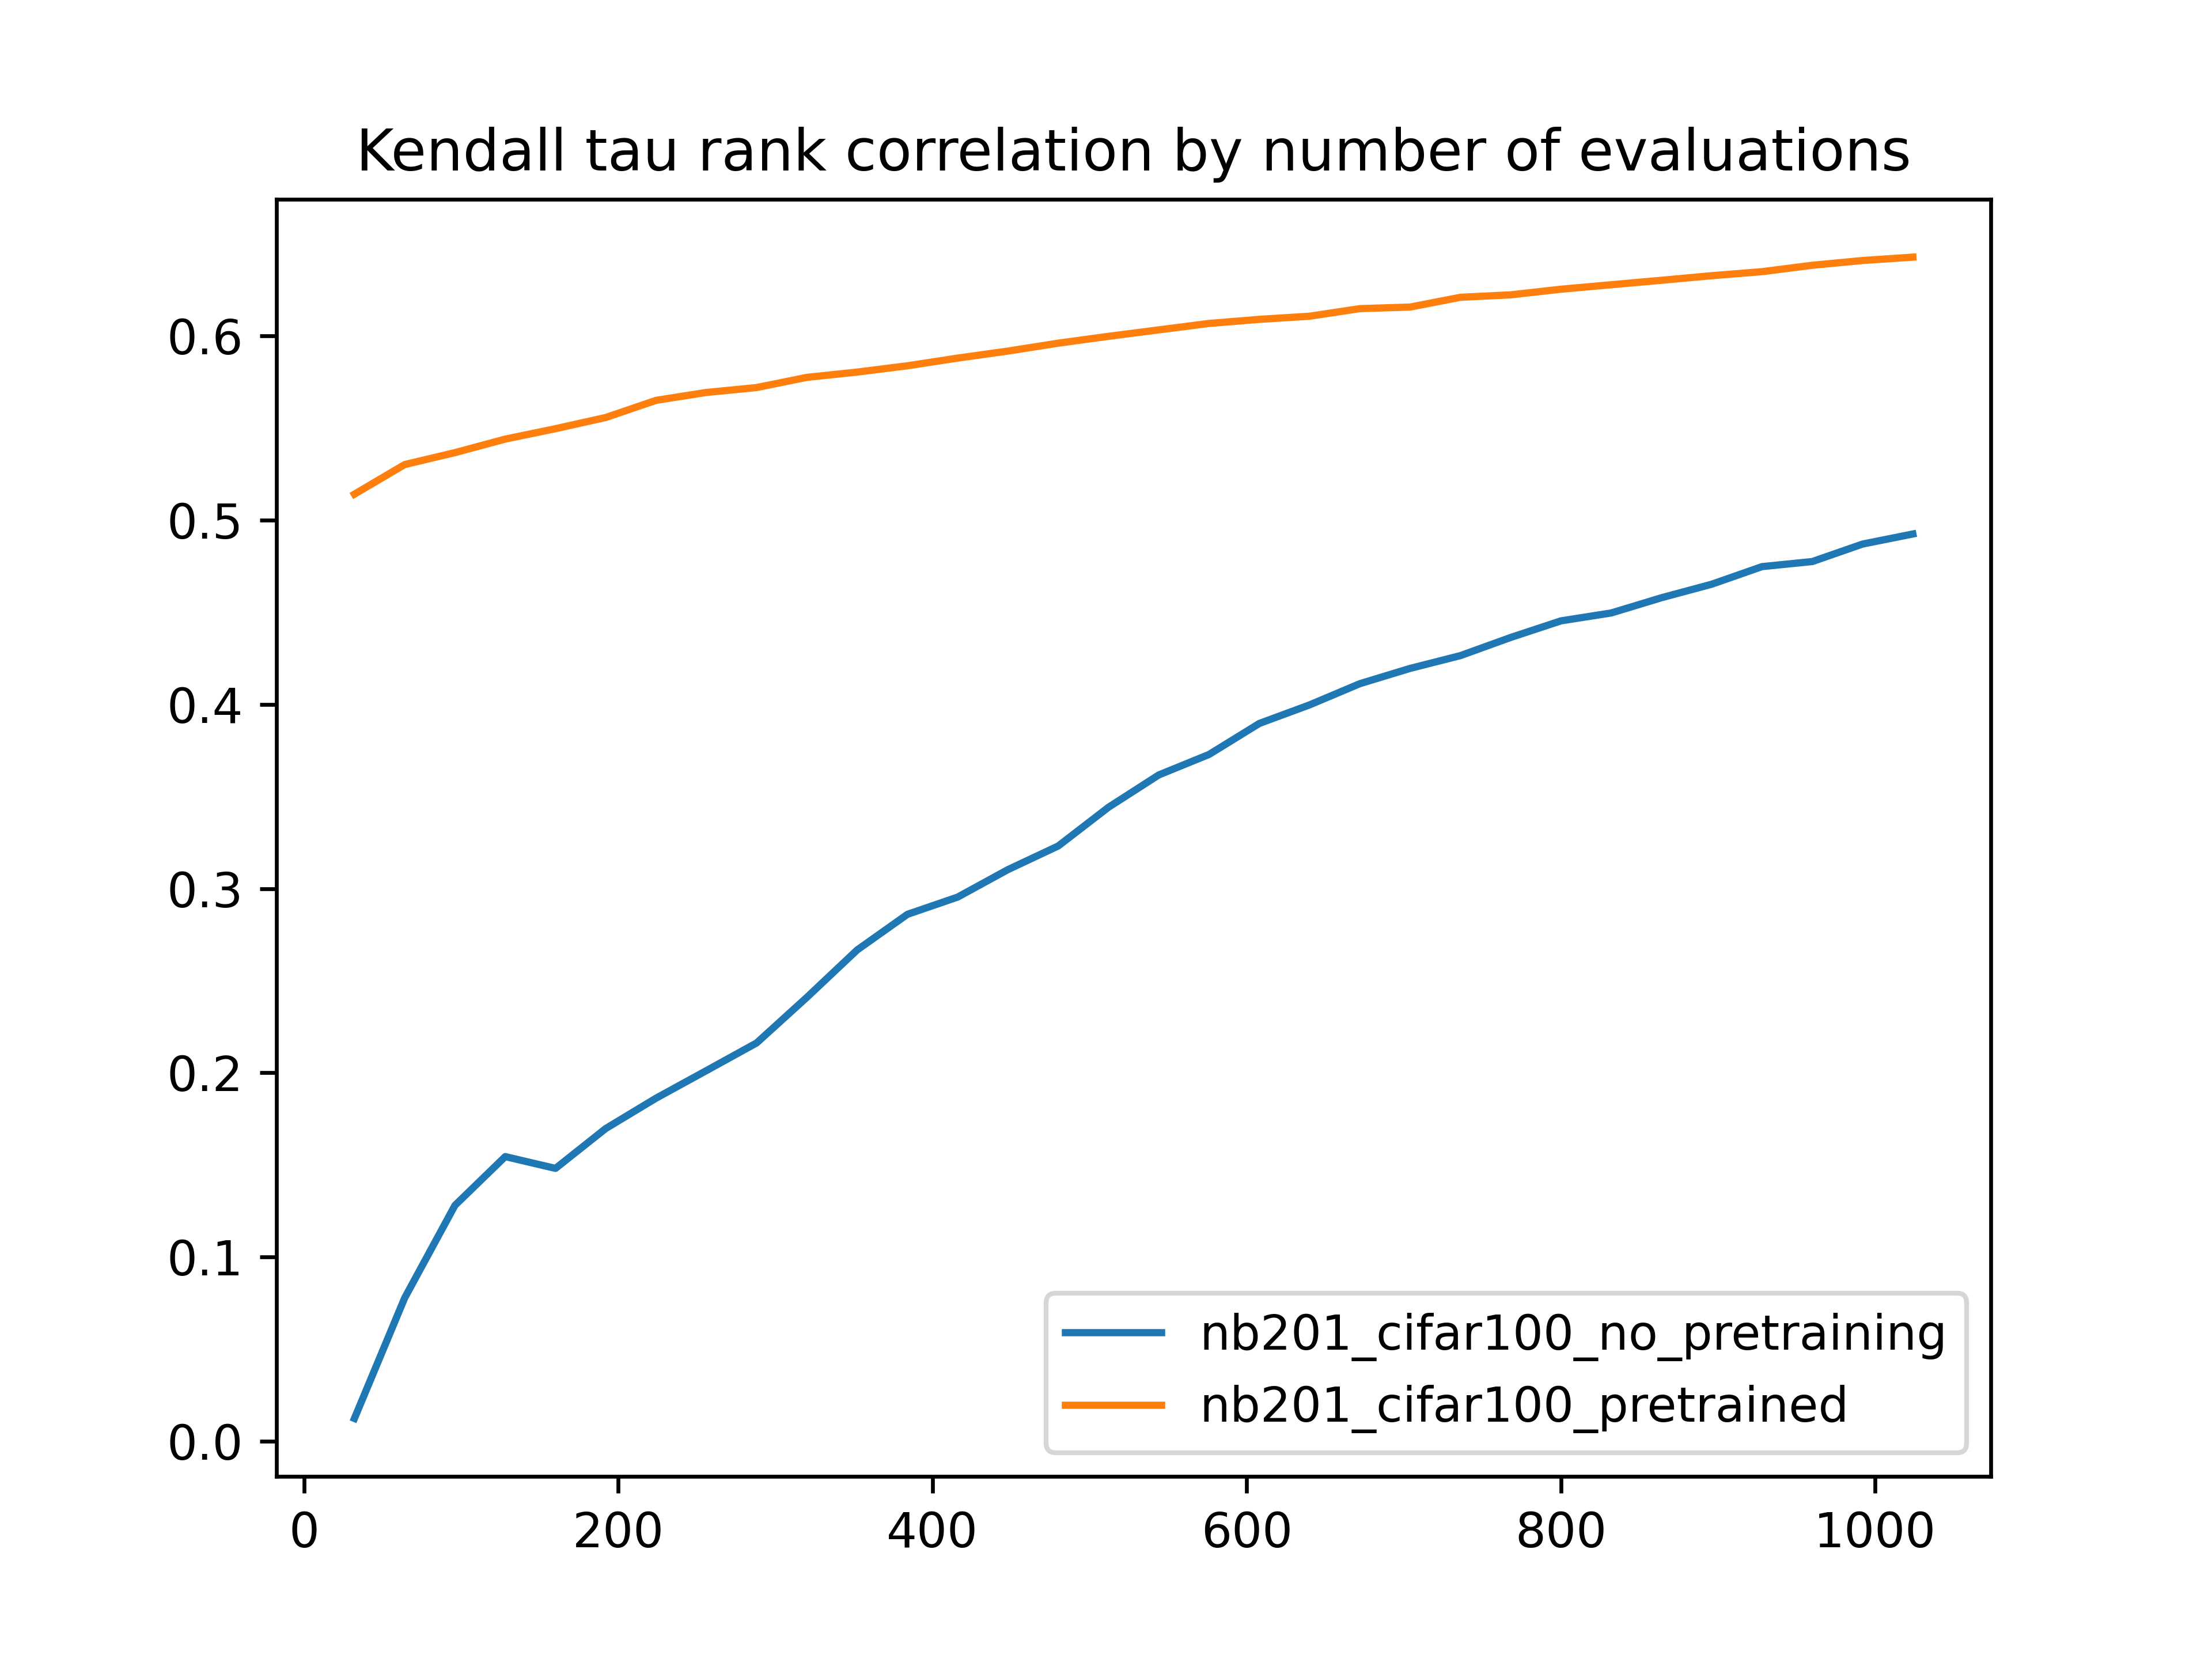 Kendall tau rank correlation by number of evaluations
0.6
0.5
0.4
0.3
0.2
0.1
0.0
nb201_cifar100_no_pretraining
nb201_cifar100_pretrained
0 200 400 600 800 1000